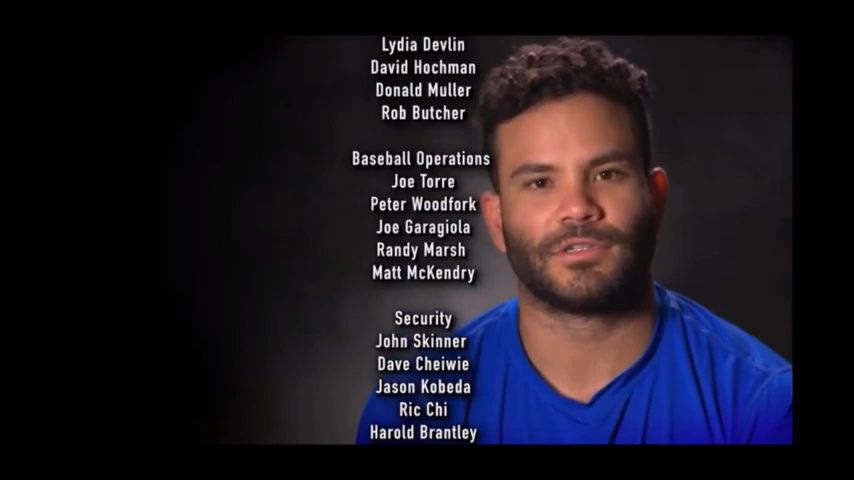 Lydia Devlin
David Hochman
Donald Muller
Rob Butcher
Baseball Operations
Joe Torre
Peter Woodfork
Joe Garagiola
Randy Marsh
Matt McKendry
Security
John Skinner
Dave Cheiwie
Jason Kobeda
Ric Chi
Harold Brantley